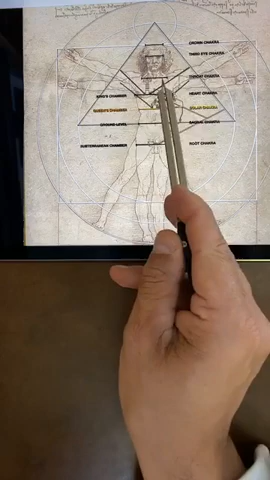 CROWN CHAKRA
THIRD EYE CHAKRA
THROAT CHAKRA
KING'S CHAMBER
HEART CHAKRA
QUEEN'S CHAMBER
SOLAR CHAKRA
GROUND LEVEL
SACRAL CHAKRA
SUBTERRANEAN CHAMBER
ROOT CHAKRA